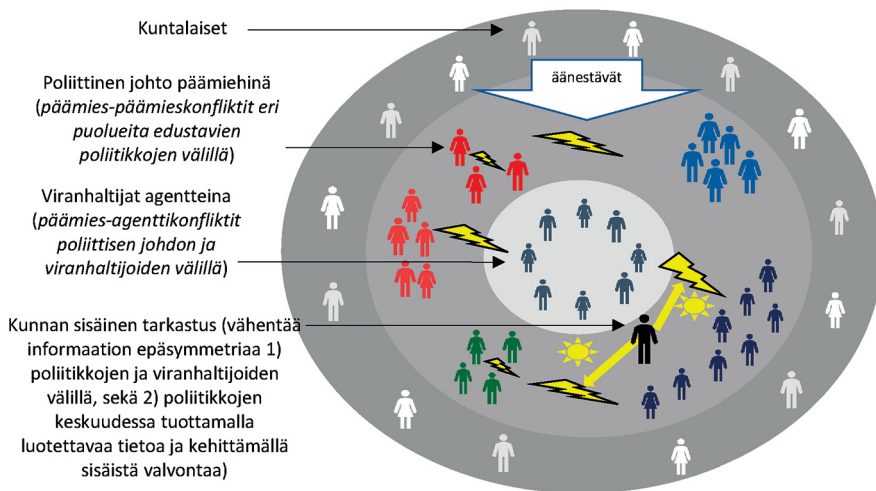 Kuntalaiset
äänestävät
Poliittinen johto päämiehinä
(päämies-päämieskonfliktit eri
puolueita edustavien
poliitikkojen välillä)
Viranhaltijat agentteina
(päämies-agenttikonfliktit
poliittisen johdon ja
viranhaltijoiden välillä)
Kunnan sisäinen tarkastus (vähentää
informaation epäsymmetriaa 1)
poliitikkojen ja viranhaltijoiden
välillä, sekä 2) poliitikkojen
keskuudessa tuottamalla
luotettavaa tietoa ja kehittämällä
sisäistä valvontaa)